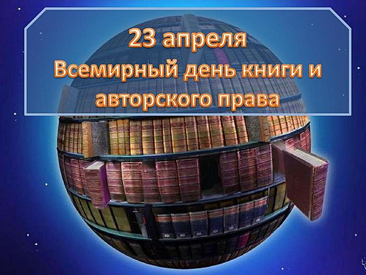 23 апреля
Всемирный день книги и
авторского права